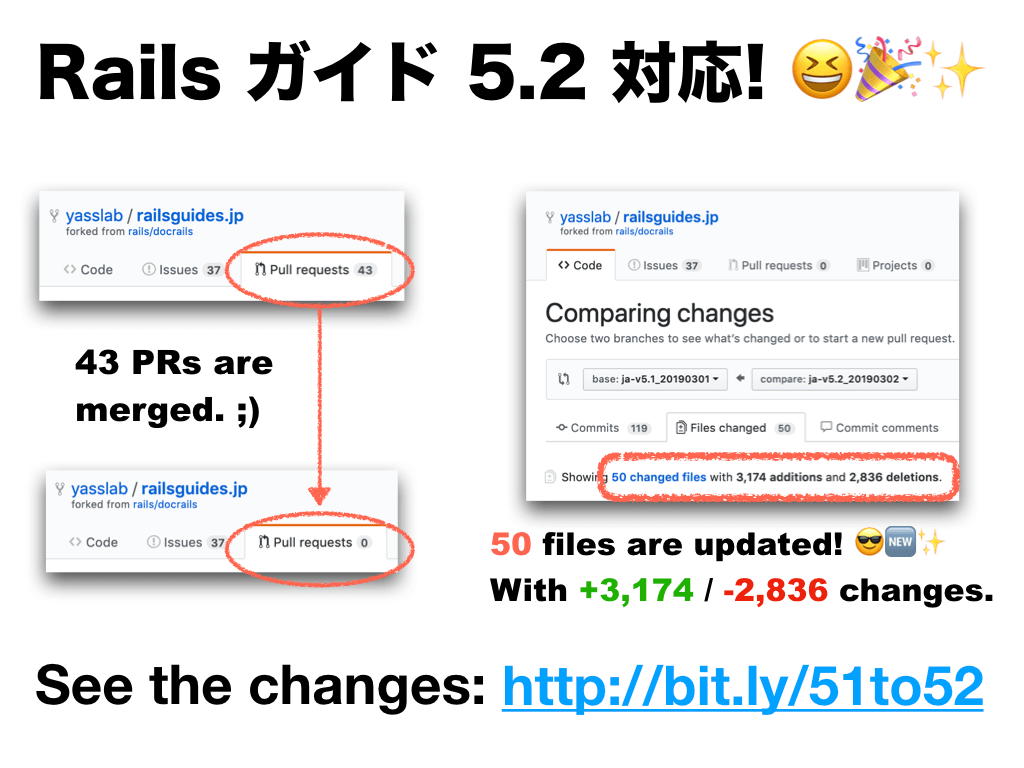 Rails ガイド 5.2 対応! 😆🎉✨
yasslab / railsguides.jp
forked from rails/docrails
<> Code Issues 37 Pull requests 43
43 PRs are
merged. ;)
yasslab / railsguides.jp
forked from rails/docrails
<> Code Issues 37 Pull requests 0
yasslab / railsguides.jp
forked from rails/docrails
<> Code Issues 37 Pull requests 0 Projects 0
Comparing changes
Choose two branches to see what's changed or to start a new pull request.
base: ja-v5.1_20190301 compare: ja-v5.2_20190302
Commits 119 Files changed 50 Commit comments
Showing 50 changed files with 3,174 additions and 2,836 deletions.
50 files are updated! 😎🆕✨
With +3,174 / -2,836 changes.
See the changes: http://bit.ly/51to52